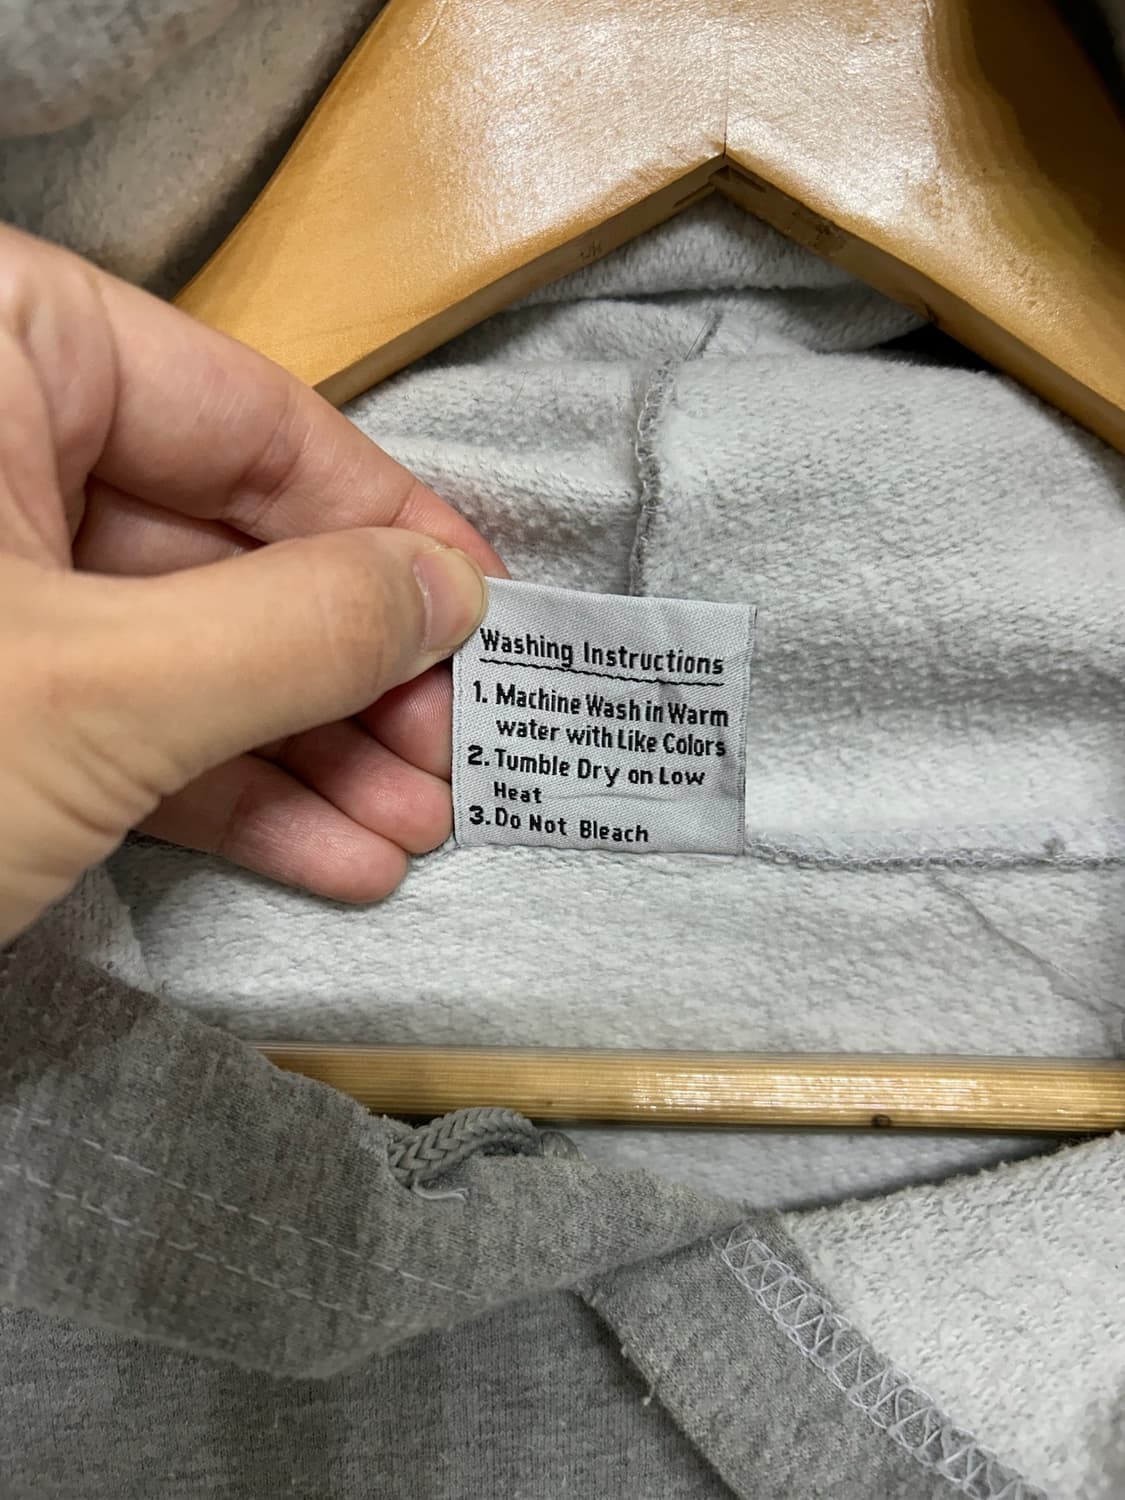 Washing Instructions
1. Machine Wash in Warm
water with Like Colors
2. Tumble Dry on Low
Heat
3. Do Not Bleach